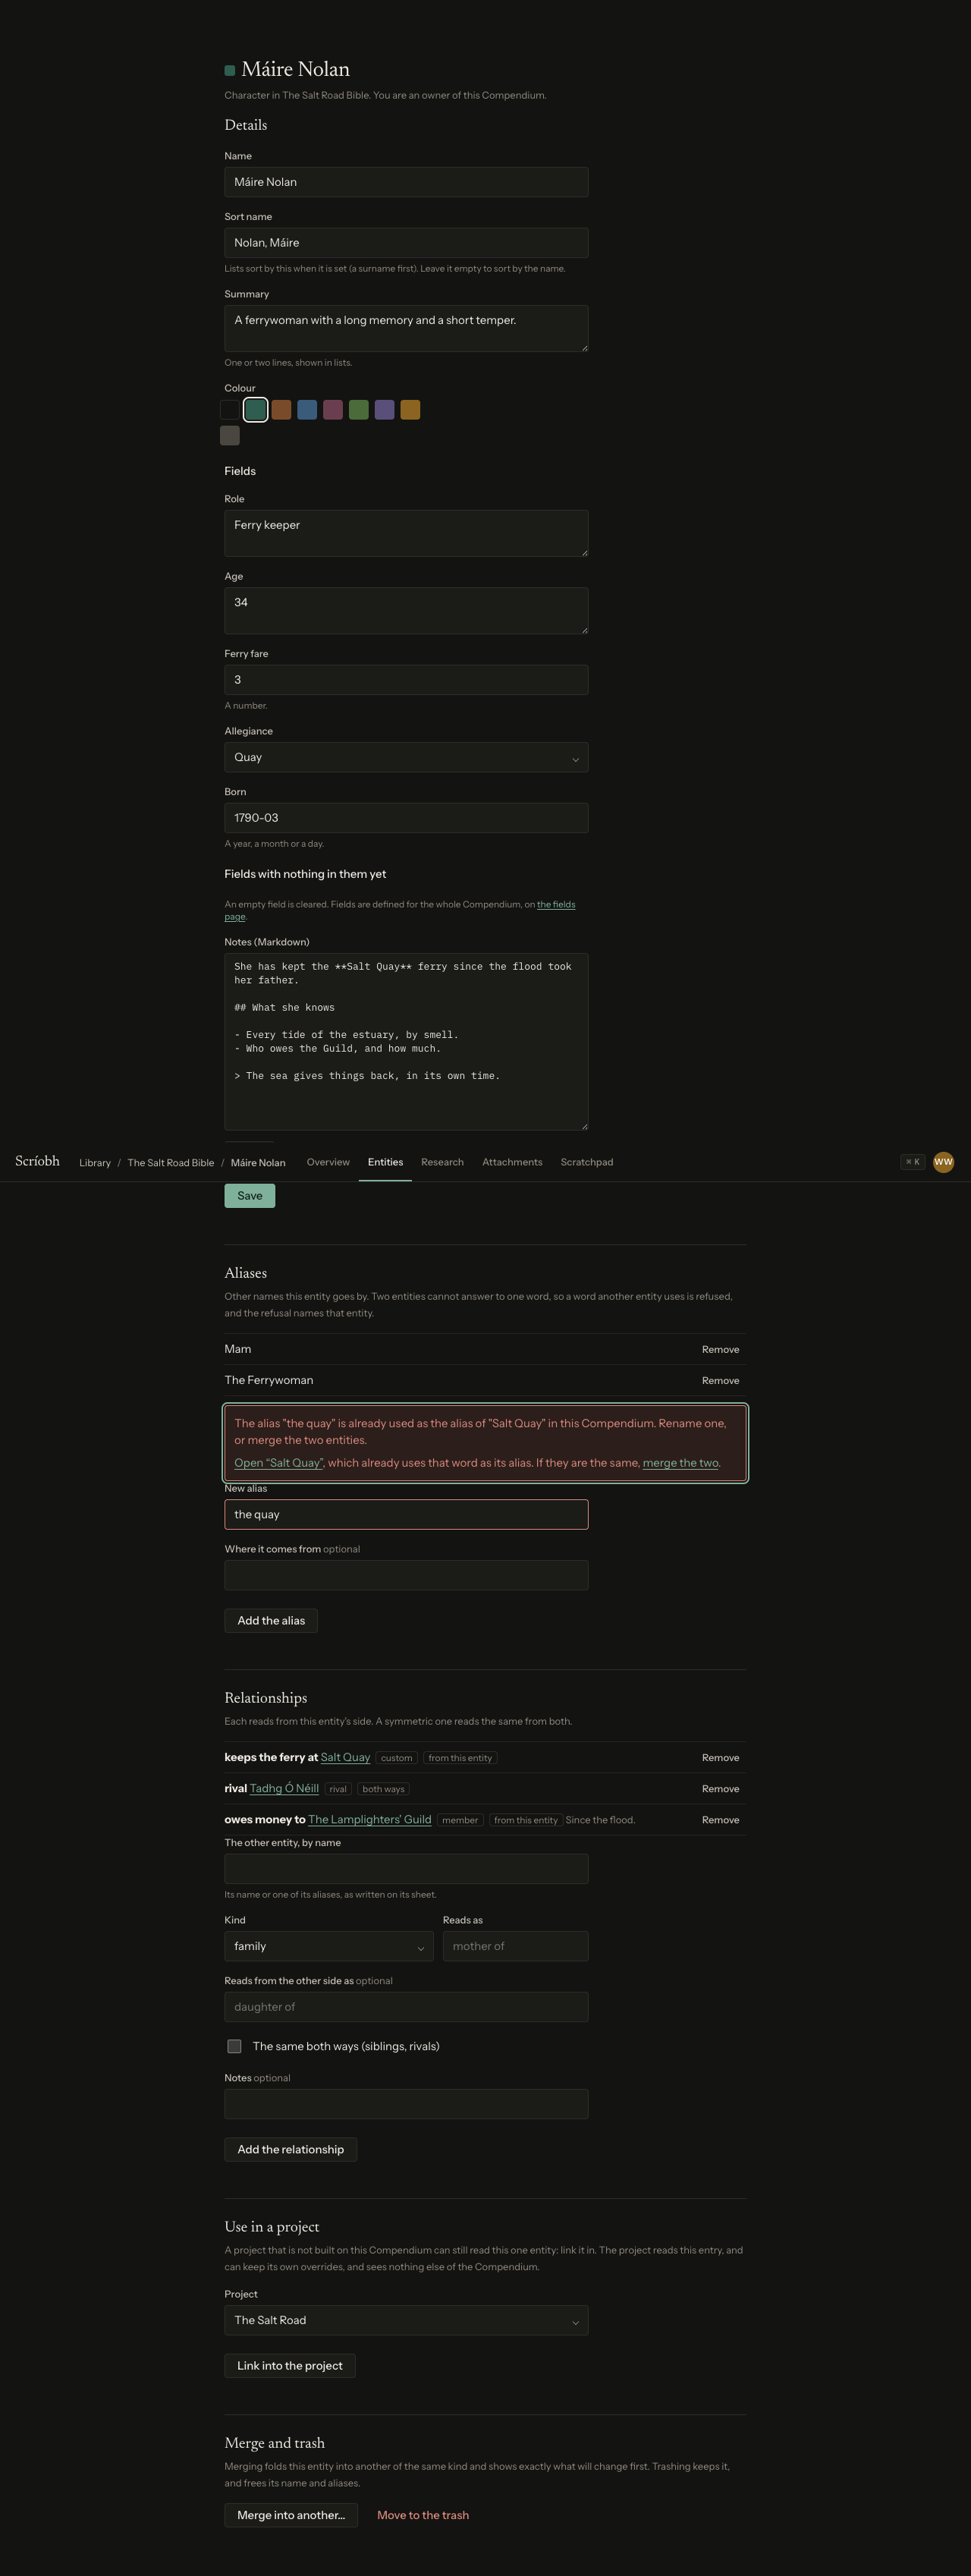 Máire Nolan
Character in The Salt Road Bible. You are an owner of this Compendium.
Details
Name
Máire Nolan
Sort name
Nolan, Máire
Lists sort by this when it is set (a surname first). Leave it empty to sort by the name.
Summary
A ferrywoman with a long memory and a short temper.
One or two lines, shown in lists.
Colour
Fields
Role
Ferry keeper
Age
34
Ferry fare
3
A number.
Allegiance
Quay
Born
1790-03
A year, a month or a day.
Fields with nothing in them yet
An empty field is cleared. Fields are defined for the whole Compendium, on the fields
page.
Notes (Markdown)
She has kept the **Salt Quay** ferry since the flood took
her father.
## What she knows
- Every tide of the estuary, by smell.
- Who owes the Guild, and how much.
> The sea gives things back, in its own time.
Scríobh Library / The Salt Road Bible / Máire Nolan Overview Entities Research Attachments Scratchpad ⌘ K WW
Save
Aliases
Other names this entity goes by. Two entities cannot answer to one word, so a word another entity uses is refused,
and the refusal names that entity.
Mam Remove
The Ferrywoman Remove
The alias "the quay" is already used as the alias of "Salt Quay" in this Compendium. Rename one,
or merge the two entities.
Open “Salt Quay”, which already uses that word as its alias. If they are the same, merge the two.
New alias
the quay
Where it comes from optional
Add the alias
Relationships
Each reads from this entity’s side. A symmetric one reads the same from both.
keeps the ferry at Salt Quay custom from this entity Remove
rival Tadhg Ó Néill rival both ways Remove
owes money to The Lamplighters’ Guild member from this entity Since the flood. Remove
The other entity, by name
Its name or one of its aliases, as written on its sheet.
Kind Reads as
family mother of
Reads from the other side as optional
daughter of
The same both ways (siblings, rivals)
Notes optional
Add the relationship
Use in a project
A project that is not built on this Compendium can still read this one entity: link it in. The project reads this entry, and
can keep its own overrides, and sees nothing else of the Compendium.
Project
The Salt Road
Link into the project
Merge and trash
Merging folds this entity into another of the same kind and shows exactly what will change first. Trashing keeps it,
and frees its name and aliases.
Merge into another… Move to the trash